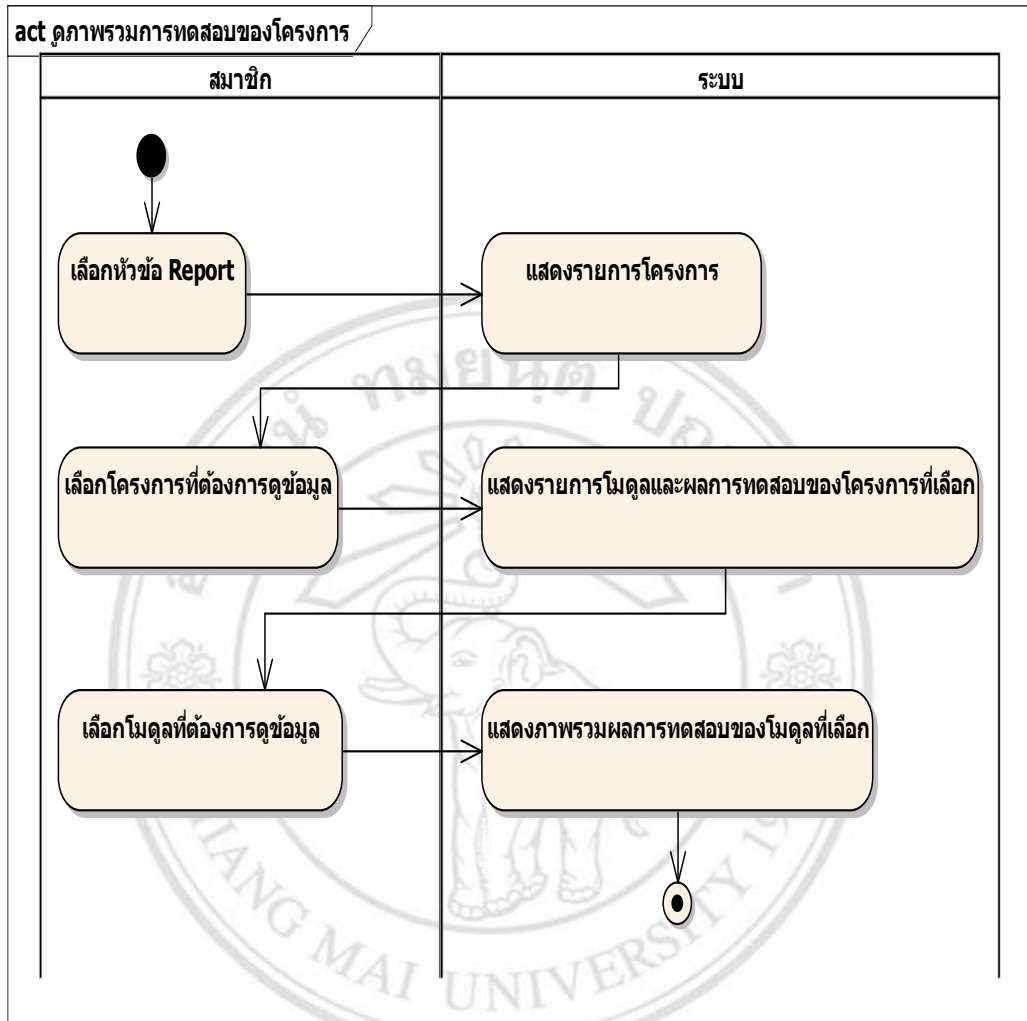 act ดูภาพรวมการทดสอบของโครงการ
สมาชิก
ระบบ
เลือกหัวข้อ Report
แสดงรายการโครงการ
เลือกโครงการที่ต้องการดูข้อมูล
แสดงรายการโมดูลและผลการทดสอบของโครงการที่เลือก
เลือกโมดูลที่ต้องการดูข้อมูล
แสดงภาพรวมผลการทดสอบของโมดูลที่เลือก
MAI UNIVERSITY